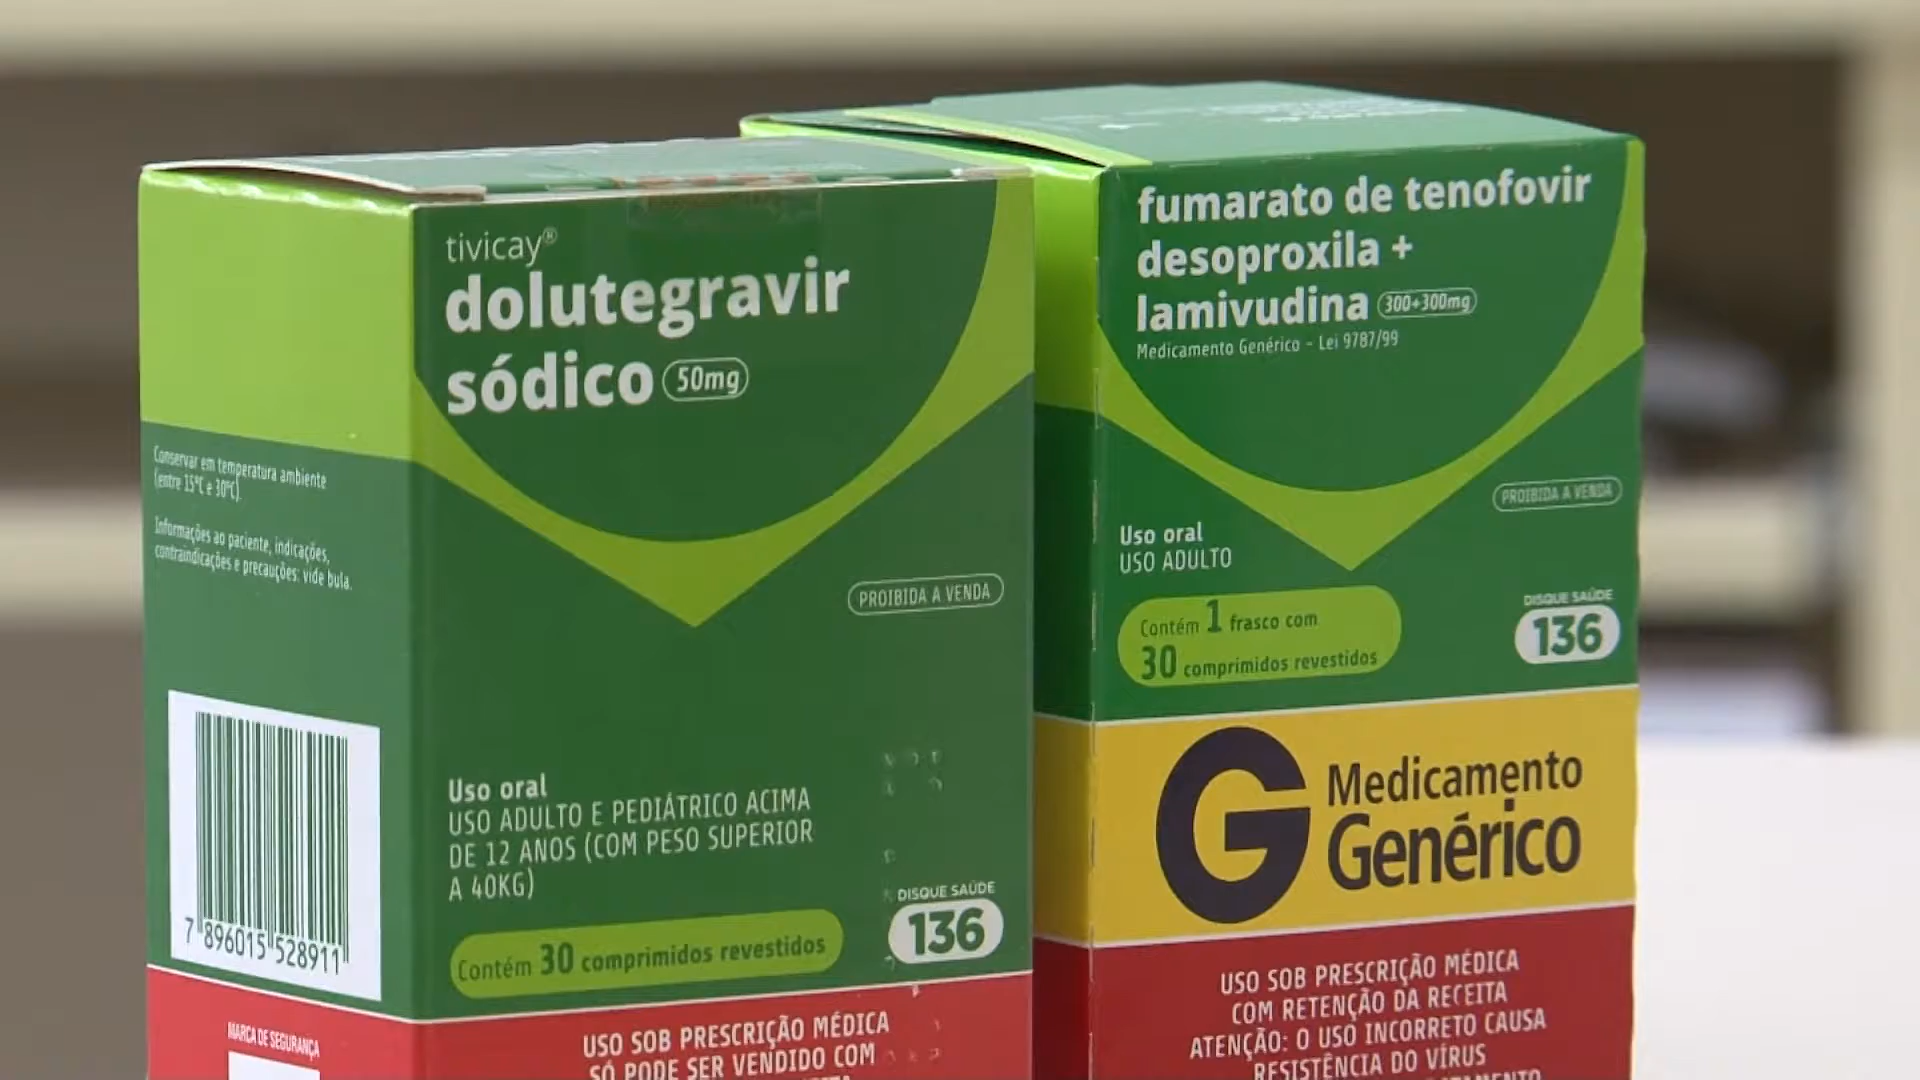 tivicay®
dolutegravir
sódico 50mg
Conservar em temperatura ambiente
(entre 15°C e 30°C).
Informações ao paciente, indicações,
contraindicações e precauções: vide bula.
PROIBIDA A VENDA
Uso oral
USO ADULTO E PEDIÁTRICO ACIMA
DE 12 ANOS (COM PESO SUPERIOR
A 40KG)
DISQUE SAÚDE
136
Contém 30 comprimidos revestidos
7 896015 528911
MARCA DE SEGURANÇA
USO SOB PRESCRIÇÃO MÉDICA
SÓ PODE SER VENDIDO COM
fumarato de tenofovir
desoproxila +
lamivudina 300+300mg
Medicamento Genérico - Lei 9787/99
PROIBIDA A VENDA
Uso oral
USO ADULTO
Contém 1 frasco com
30 comprimidos revestidos
DISQUE SAÚDE
136
G Medicamento
Genérico
USO SOB PRESCRIÇÃO MÉDICA
COM RETENÇÃO DA RECEITA
ATENÇÃO: O USO INCORRETO CAUSA
RESISTÊNCIA DO VÍRUS